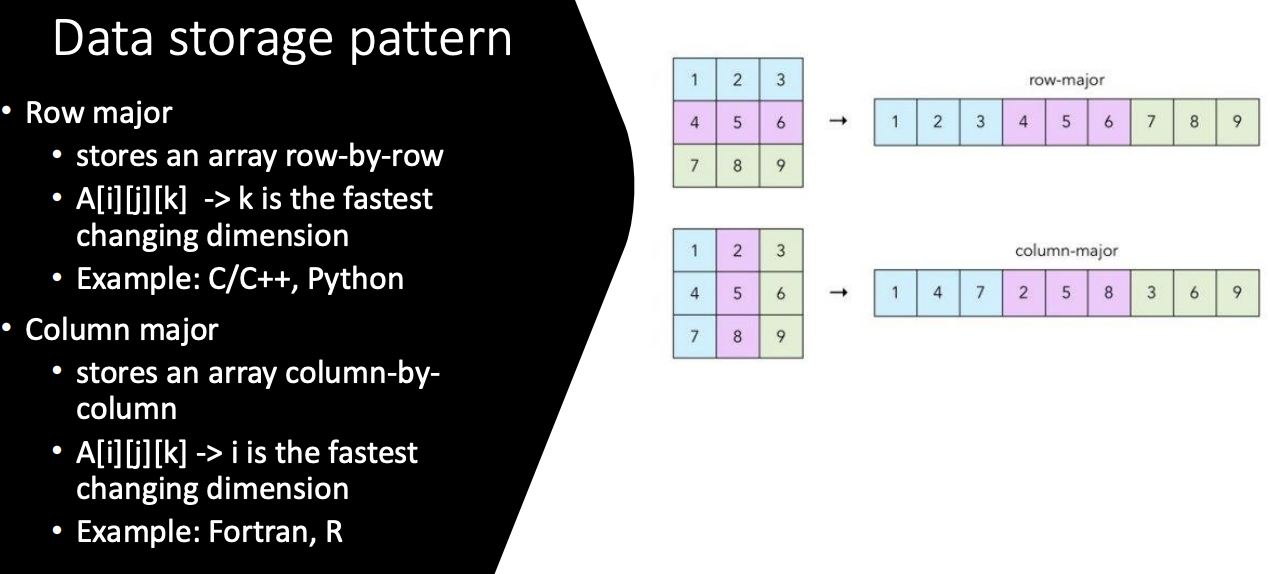 Data storage pattern
• Row major
• stores an array row-by-row
• A[i][j][k] -> k is the fastest
changing dimension
• Example: C/C++, Python
• Column major
• stores an array column-by-
column
• A[i][j][k] -> i is the fastest
changing dimension
• Example: Fortran, R
1 2 3
4 5 6
7 8 9
→
row-major
1 2 3 4 5 6 7 8 9
1 2 3
4 5 6
7 8 9
→
column-major
1 4 7 2 5 8 3 6 9